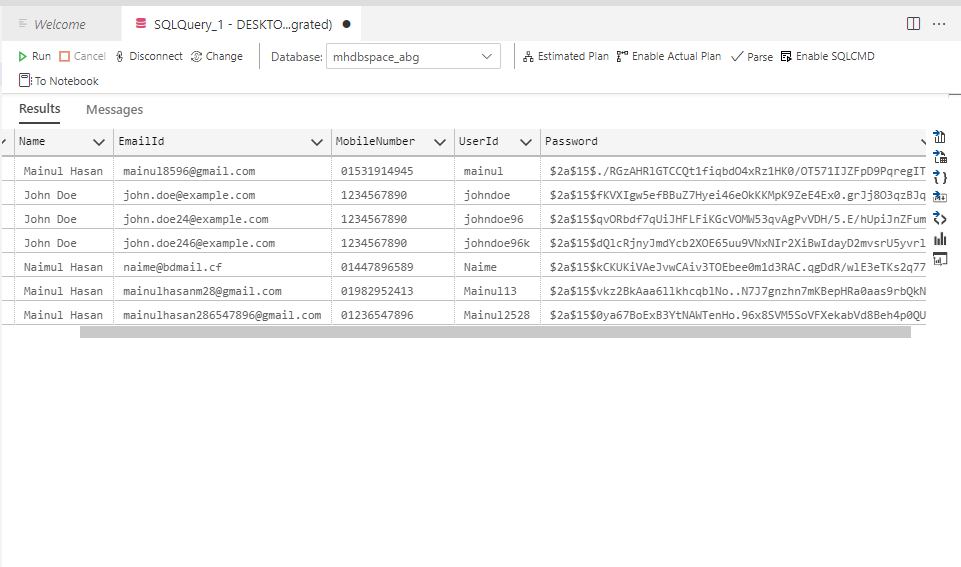 Welcome
SQLQuery_1 - DESKTO...grated)
Run Cancel Disconnect Change Database: mhdbspace_abg Estimated Plan Enable Actual Plan Parse Enable SQLCMD
To Notebook
Results Messages
Name EmailId MobileNumber UserId Password
Mainul Hasan mainul8596@gmail.com 01531914945 mainul $2a$15$./RGzAHRlGTCCQt1fiqbdO4xRz1HK0/OT571IJZFpD9PqregIT
John Doe john.doe@example.com 1234567890 johndoe $2a$15$fKVXIgw5efBBuZ7Hyei46eOkKKMpK9ZeE4Ex0.grJj8O3qzBJq
John Doe john.doe24@example.com 1234567890 johndoe96 $2a$15$qvORbdf7qUiJHFLFiKGcVOMW53qvAgPvVDH/5.E/hUpiJnZFum
John Doe john.doe246@example.com 1234567890 johndoe96k $2a$15$dQlcRjnyJmdYcb2XOE65uu9VNxNIr2XiBwIdayD2mvsrU5yvrl
Naimul Hasan naime@bdmail.cf 01447896589 Naime $2a$15$kCKUKiVAeJvwCAiv3TOEbee0m1d3RAC.qgDdR/wlE3eTKs2q77
Mainul Hasan mainulhasanm28@gmail.com 01982952413 Mainul13 $2a$15$vkz2BkAaa6llkhcqblNo..N7J7gnzhn7mKBepHRa0aas9rbQkN
Mainul Hasan mainulhasan286547896@gmail.com 01236547896 Mainul2528 $2a$15$0ya67BoExB3YtNAWTenHo.96x8SVM5SoVFXekabVd8Beh4p0QU